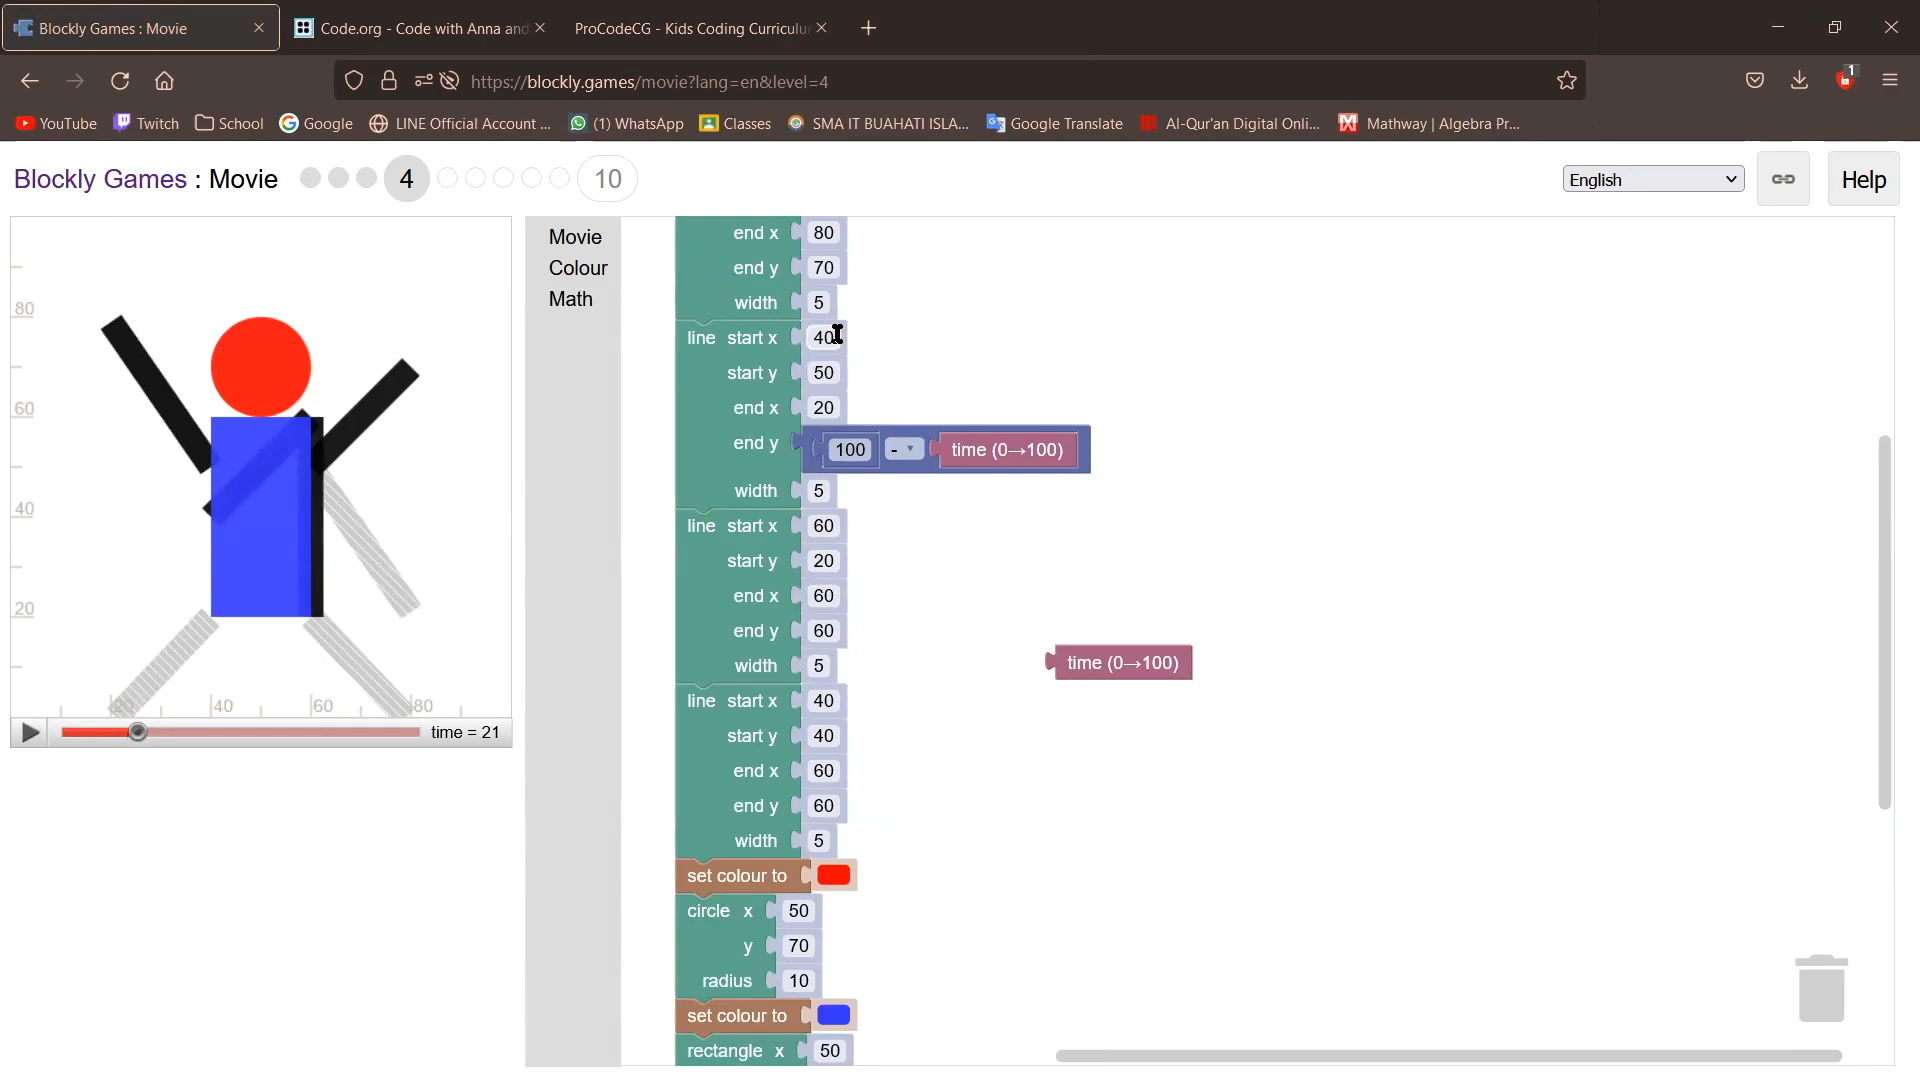 Blockly Games : Movie
Code.org - Code with Anna and
ProCodeCG - Kids Coding Curriculu
https://blockly.games/movie?lang=en&level=4
1
YouTube
Twitch
School
Google
LINE Official Account ...
(1) WhatsApp
Classes
SMA IT BUAHATI ISLA...
Google Translate
Al-Qur'an Digital Onli...
Mathway | Algebra Pr...
Blockly Games : Movie
4
10
English
Help
80
60
40
20
20
40
60
80
time = 21
Movie
Colour
Math
end x 80
end y 70
width 5
line start x 40
start y 50
end x 20
end y 100 - time (0→100)
width 5
line start x 60
start y 20
end x 60
end y 60
width 5
line start x 40
start y 40
end x 60
end y 60
width 5
set colour to
circle x 50
y 70
radius 10
set colour to
rectangle x 50
time (0→100)